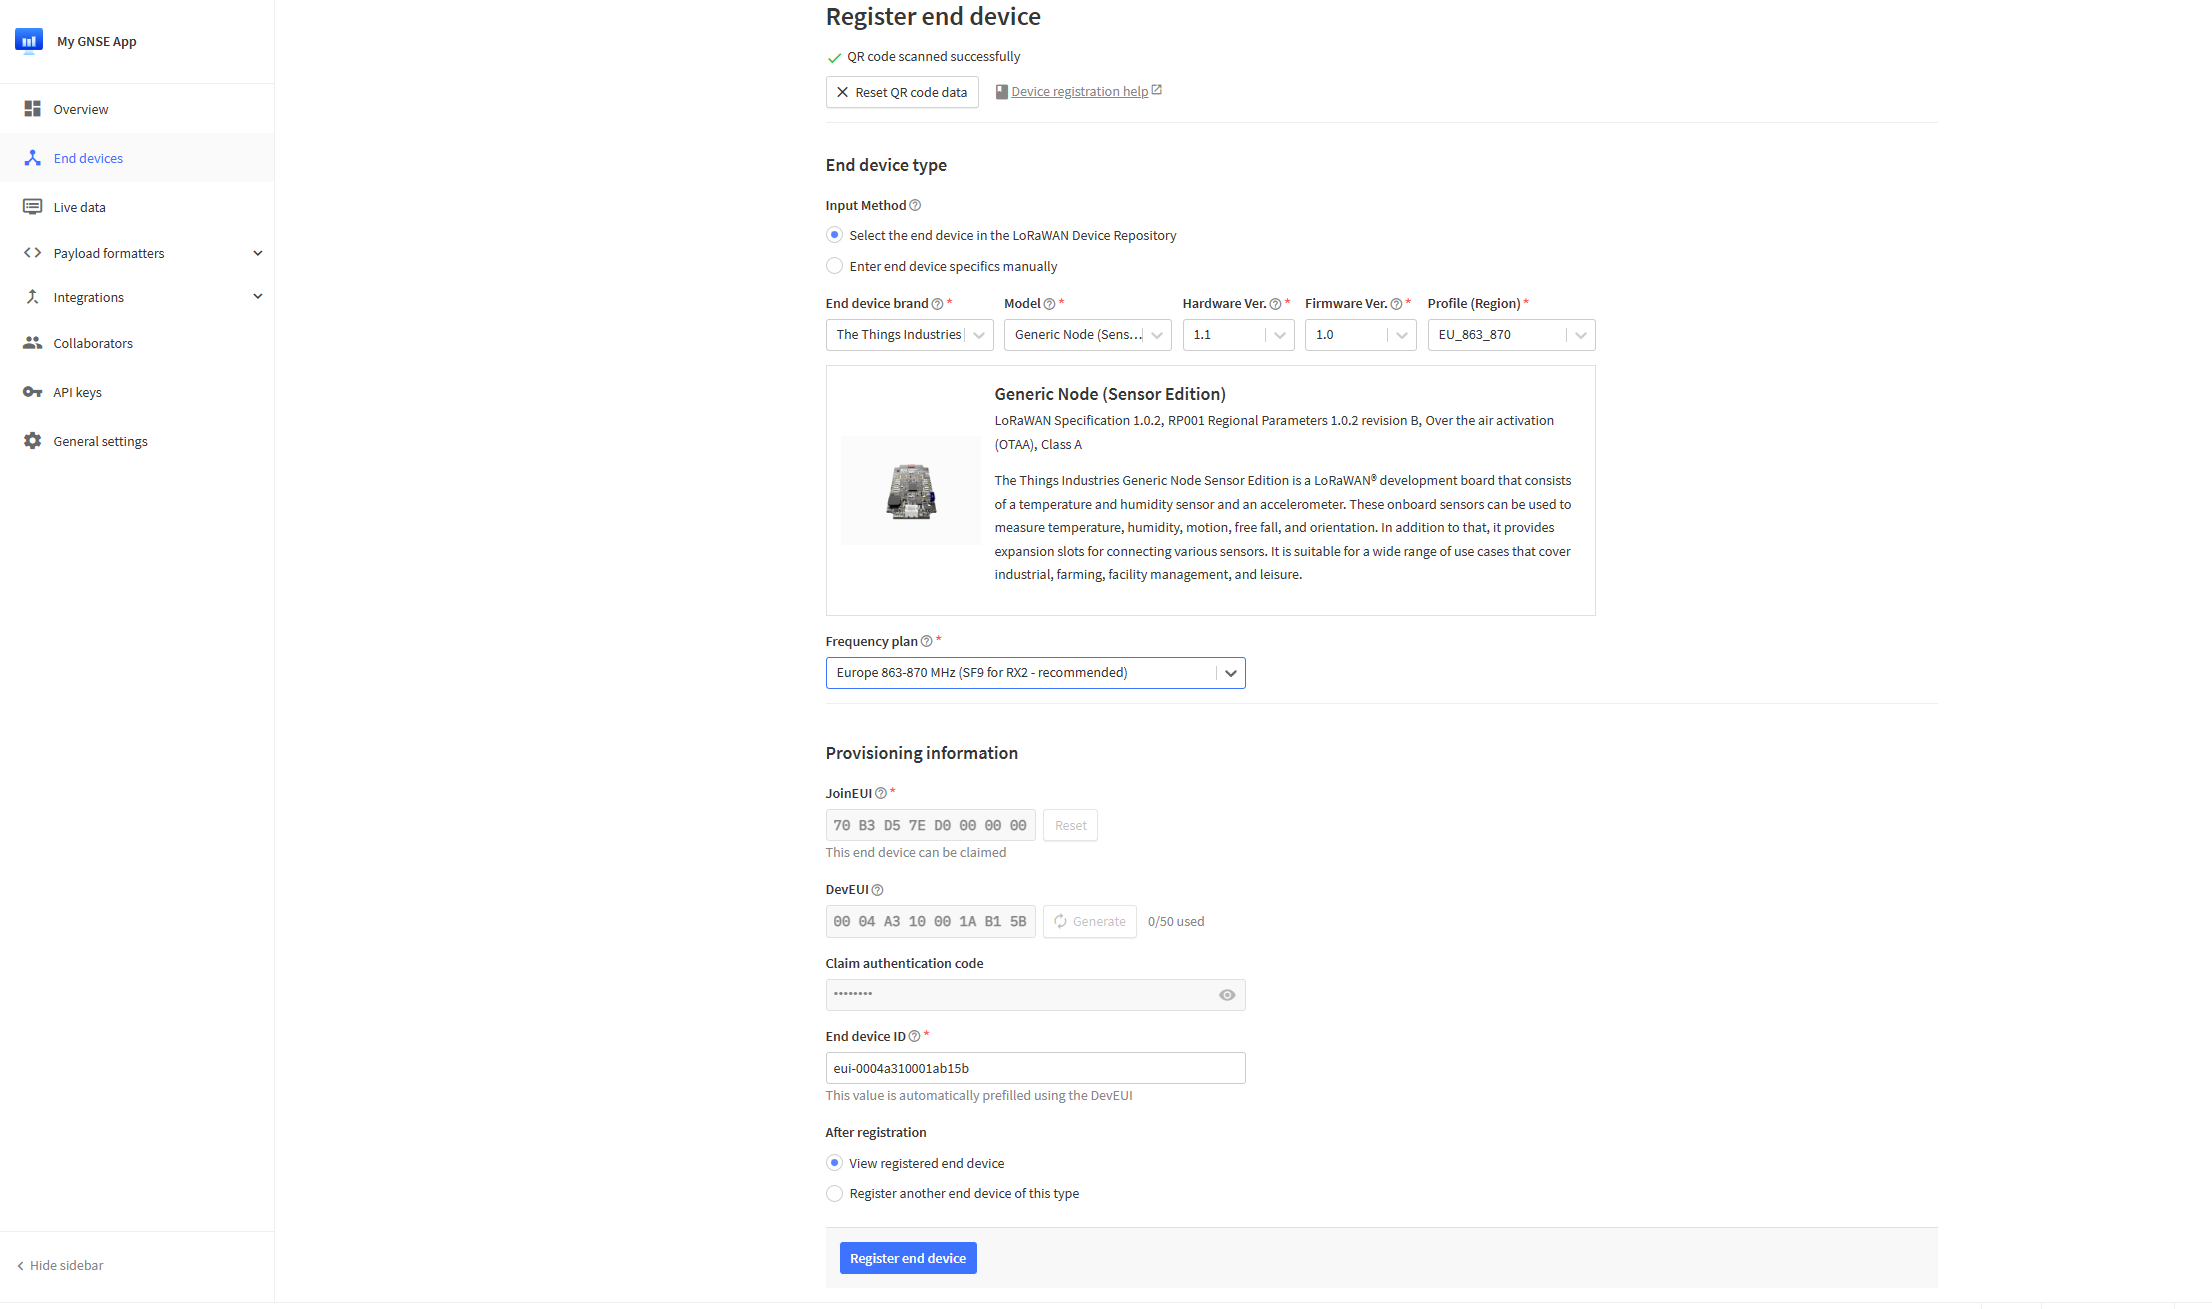 My GNSE App
Overview
End devices
Live data
Payload formatters
Integrations
Collaborators
API keys
General settings
Hide sidebar
Register end device
QR code scanned successfully
Reset QR code data Device registration help
End device type
Input Method
Select the end device in the LoRaWAN Device Repository
Enter end device specifics manually
End device brand * Model * Hardware Ver. * Firmware Ver. * Profile (Region) *
The Things Industries Generic Node (Sens... 1.1 1.0 EU_863_870
Generic Node (Sensor Edition)
LoRaWAN Specification 1.0.2, RP001 Regional Parameters 1.0.2 revision B, Over the air activation
(OTAA), Class A
The Things Industries Generic Node Sensor Edition is a LoRaWAN® development board that consists
of a temperature and humidity sensor and an accelerometer. These onboard sensors can be used to
measure temperature, humidity, motion, free fall, and orientation. In addition to that, it provides
expansion slots for connecting various sensors. It is suitable for a wide range of use cases that cover
industrial, farming, facility management, and leisure.
Frequency plan *
Europe 863-870 MHz (SF9 for RX2 - recommended)
Provisioning information
JoinEUI *
70 B3 D5 7E D0 00 00 00 Reset
This end device can be claimed
DevEUI
00 04 A3 10 00 1A B1 5B Generate 0/50 used
Claim authentication code
••••••••
End device ID *
eui-0004a310001ab15b
This value is automatically prefilled using the DevEUI
After registration
View registered end device
Register another end device of this type
Register end device